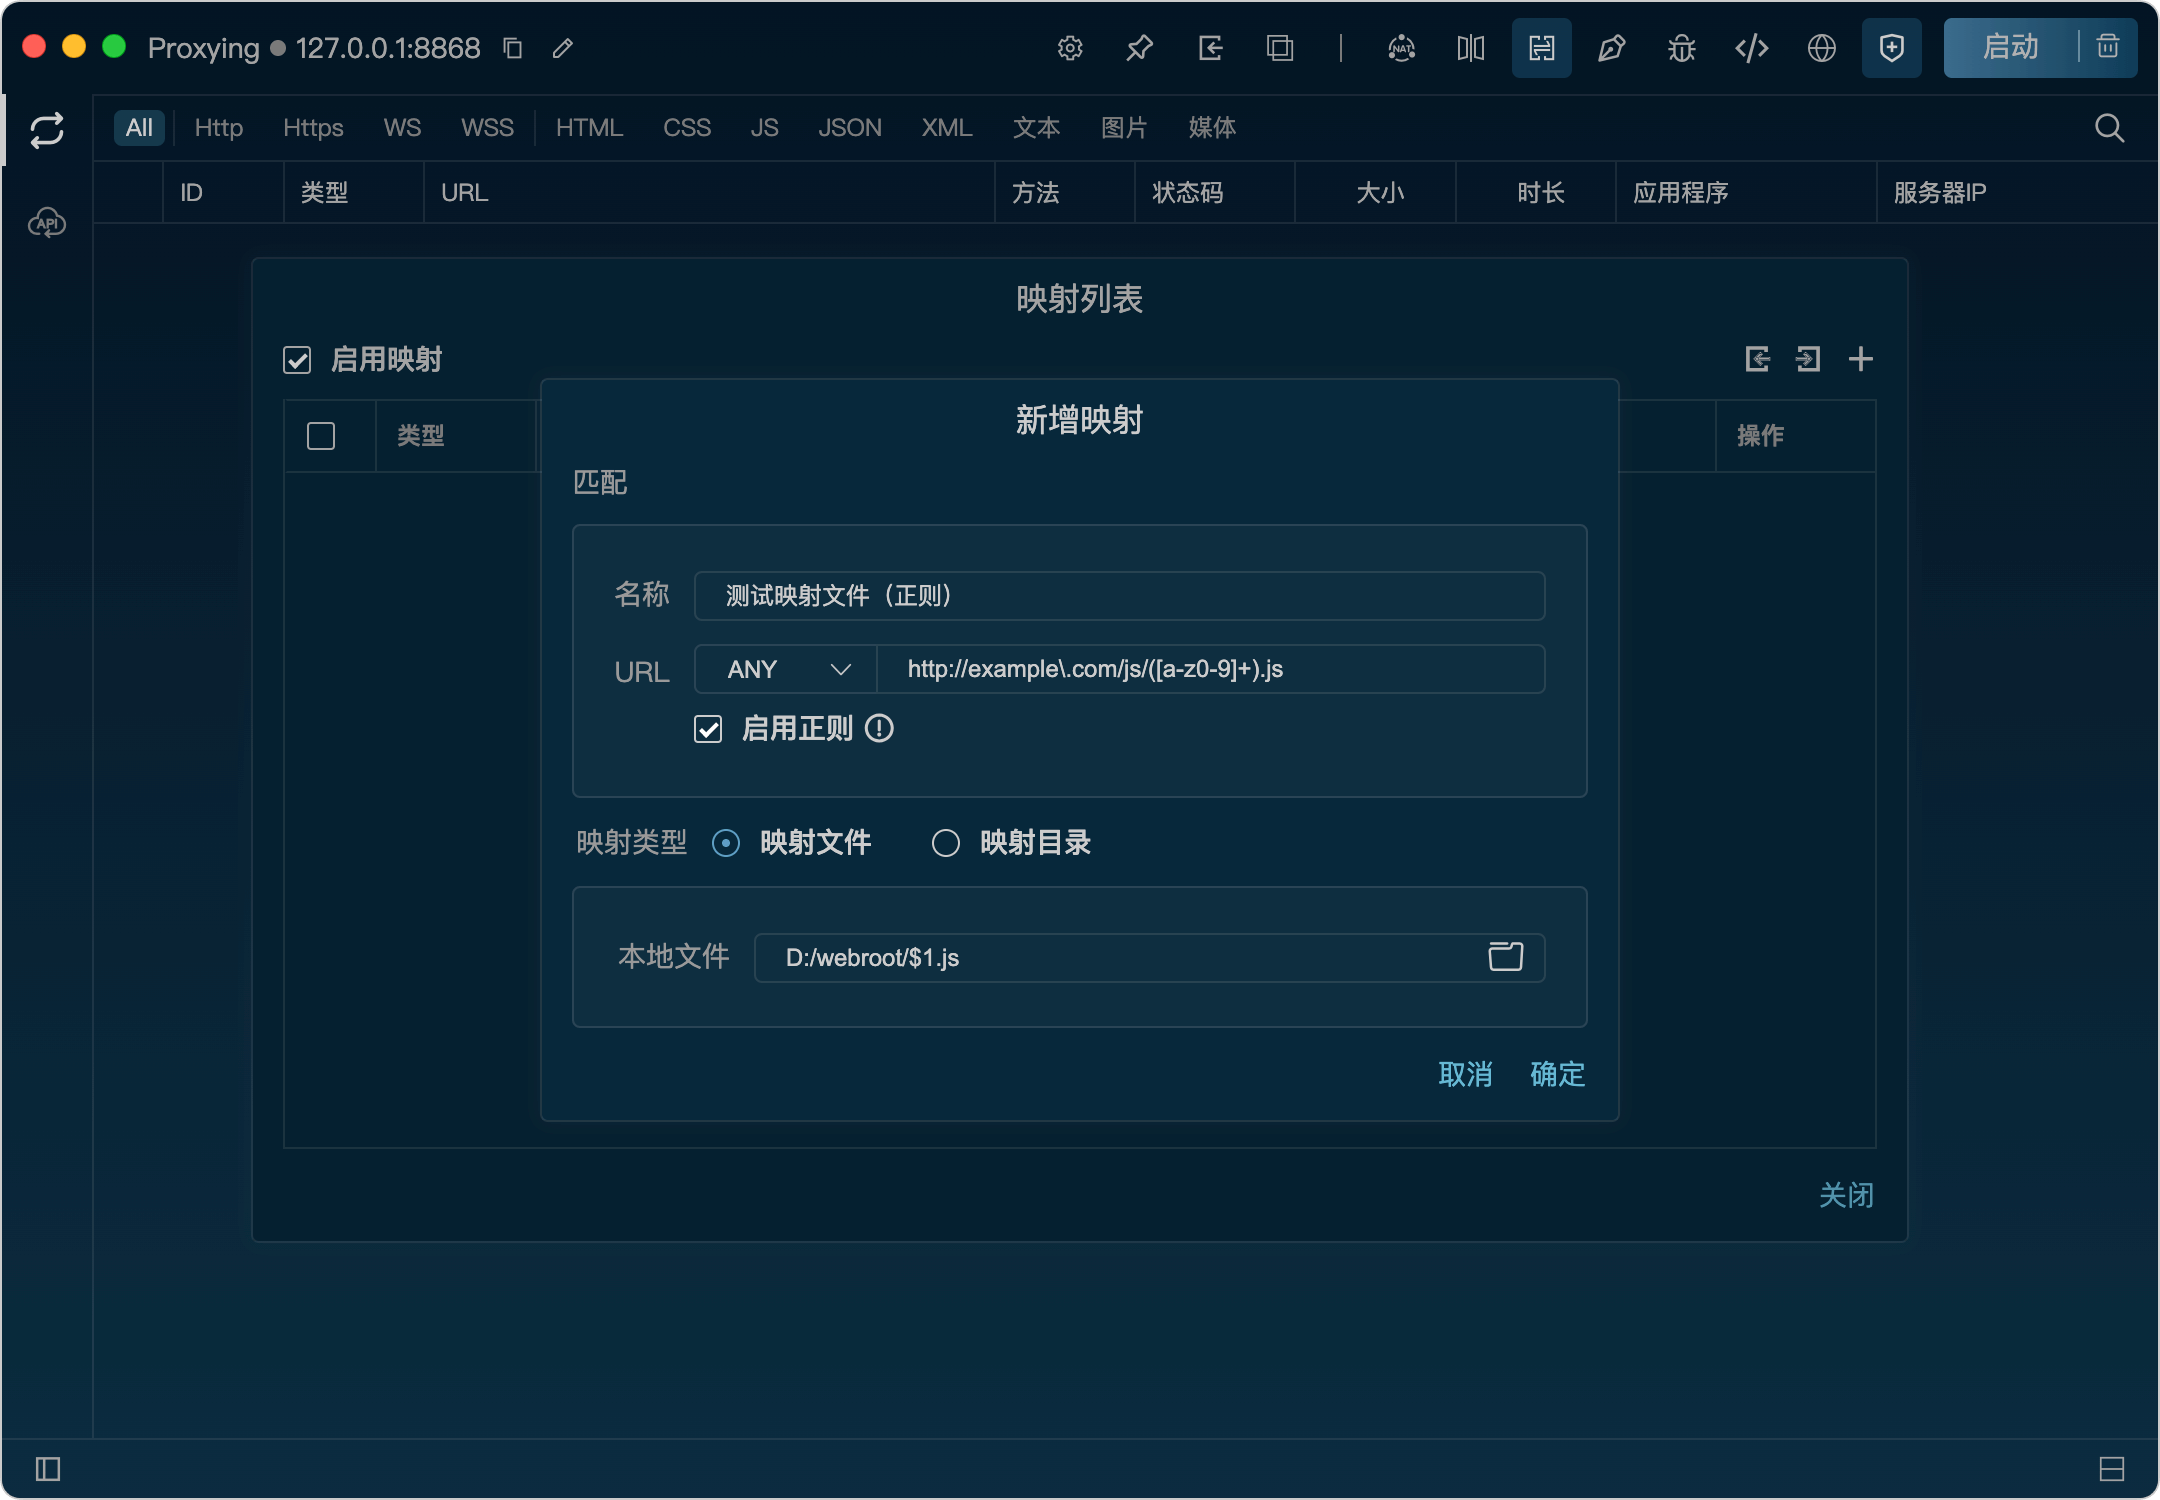 Proxying 127.0.0.1:8868 NAT 启动
All Http Https WS WSS HTML CSS JS JSON XML 文本 图片 媒体
ID 类型 URL 方法 状态码 大小 时长 应用程序 服务器IP
API
映射列表
启用映射
类型 操作
新增映射
匹配
名称 测试映射文件（正则）
URL ANY http://example\.com/js/([a-z0-9]+).js
启用正则
映射类型 映射文件 映射目录
本地文件 D:/webroot/$1.js
取消 确定
关闭